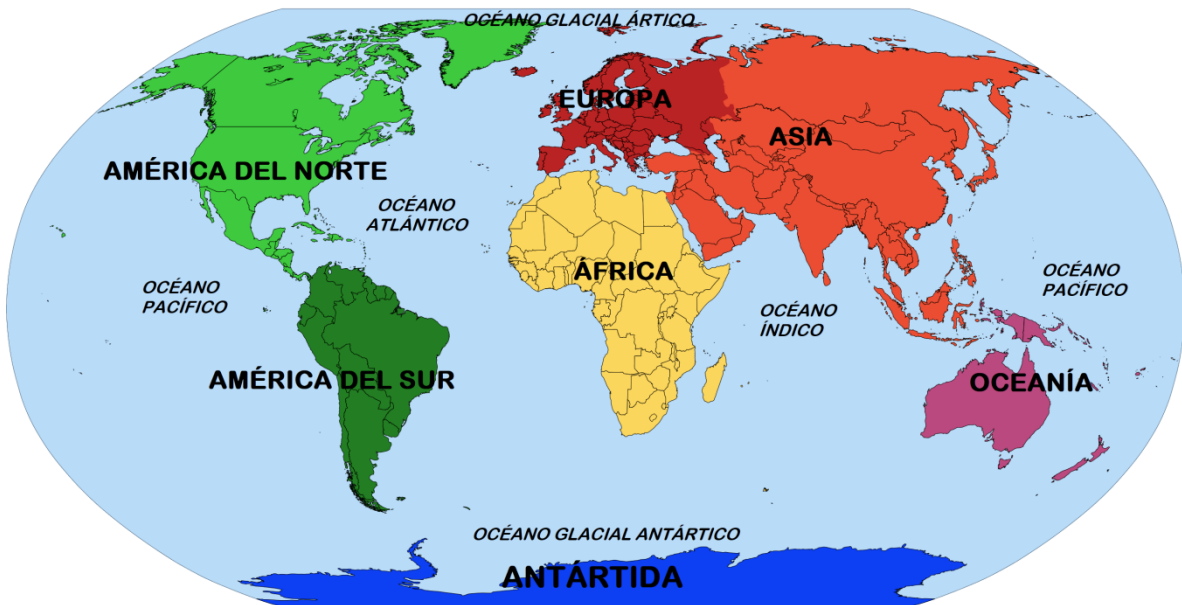 OCÉANO GLACIAL ÁRTICO
EUROPA
ASIA
AMÉRICA DEL NORTE
OCÉANO
ATLÁNTICO
ÁFRICA
OCÉANO
PACÍFICO
OCÉANO
PACÍFICO
OCÉANO
ÍNDICO
AMÉRICA DEL SUR
OCEANÍA
OCÉANO GLACIAL ANTÁRTICO
ANTÁRTIDA